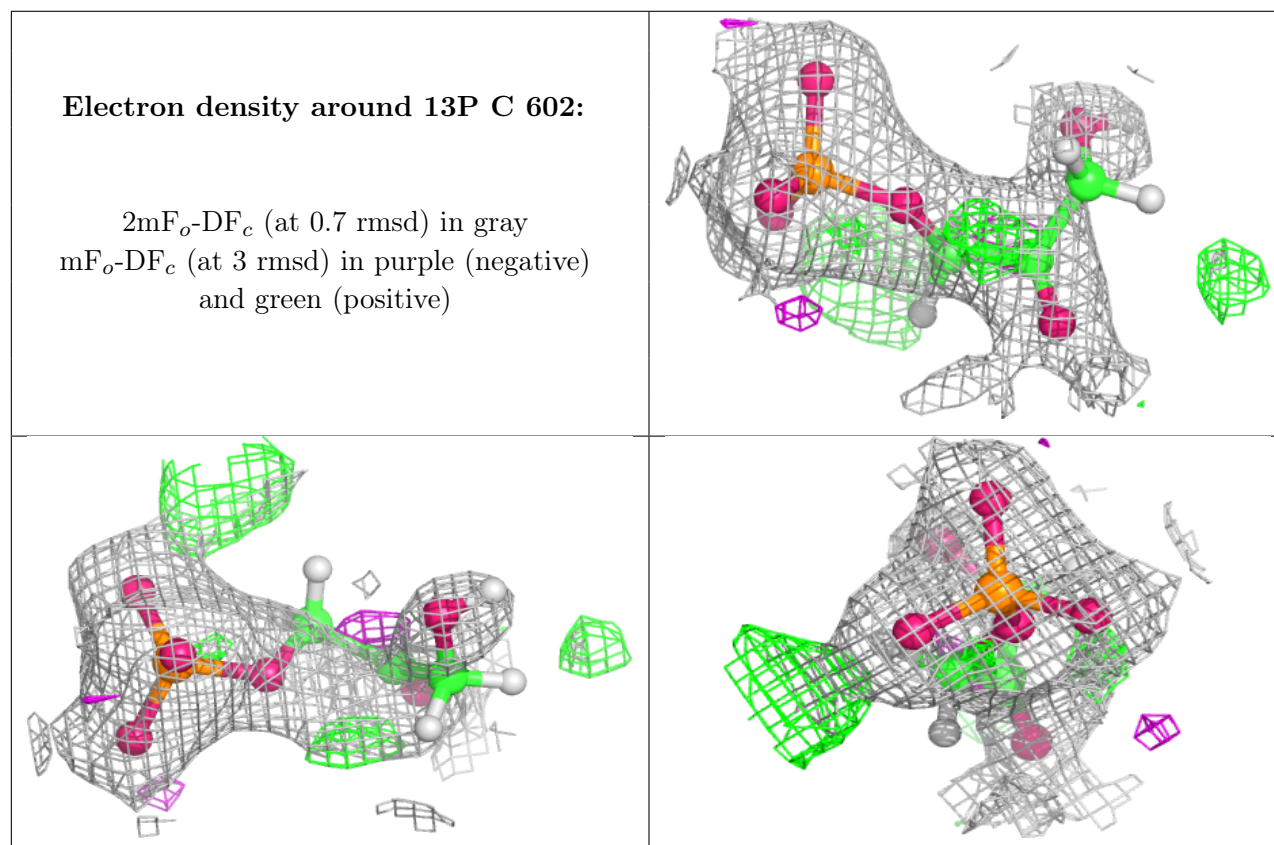 Electron density around 13P C 602:
2mFo-DFc (at 0.7 rmsd) in gray
mFo-DFc (at 3 rmsd) in purple (negative)
and green (positive)